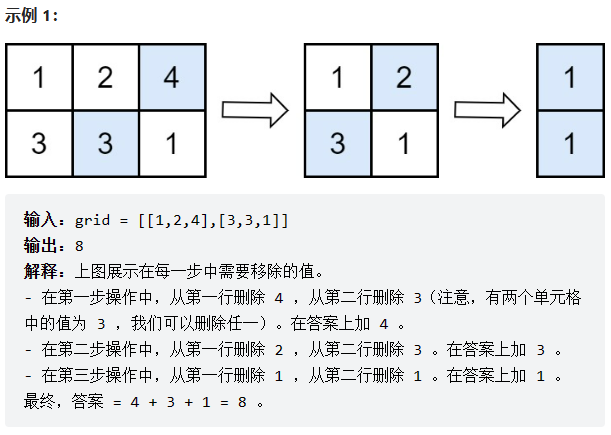 示例 1：
1 2 4 1 2 1
3 3 1 3 1 1
输入：grid = [[1,2,4],[3,3,1]]
输出：8
解释：上图展示在每一步中需要移除的值。
- 在第一步操作中，从第一行删除 4 ，从第二行删除 3（注意，有两个单元格
中的值为 3 ，我们可以删除任一）。在答案上加 4 。
- 在第二步操作中，从第一行删除 2 ，从第二行删除 3 。在答案上加 3 。
- 在第三步操作中，从第一行删除 1 ，从第二行删除 1 。在答案上加 1 。
最终，答案 = 4 + 3 + 1 = 8 。